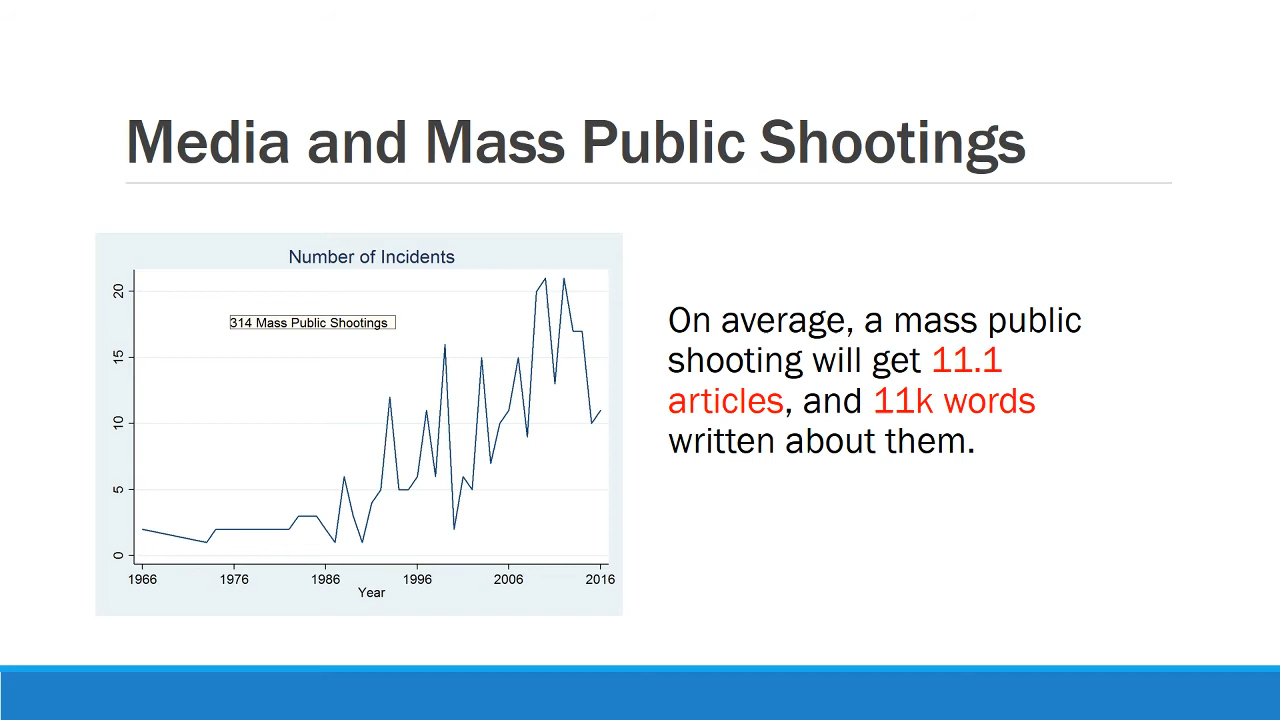 Media and Mass Public Shootings
Number of Incidents
314 Mass Public Shootings
20
15
10
5
0
1966 1976 1986 1996 2006 2016
Year
On average, a mass public
shooting will get 11.1
articles, and 11k words
written about them.